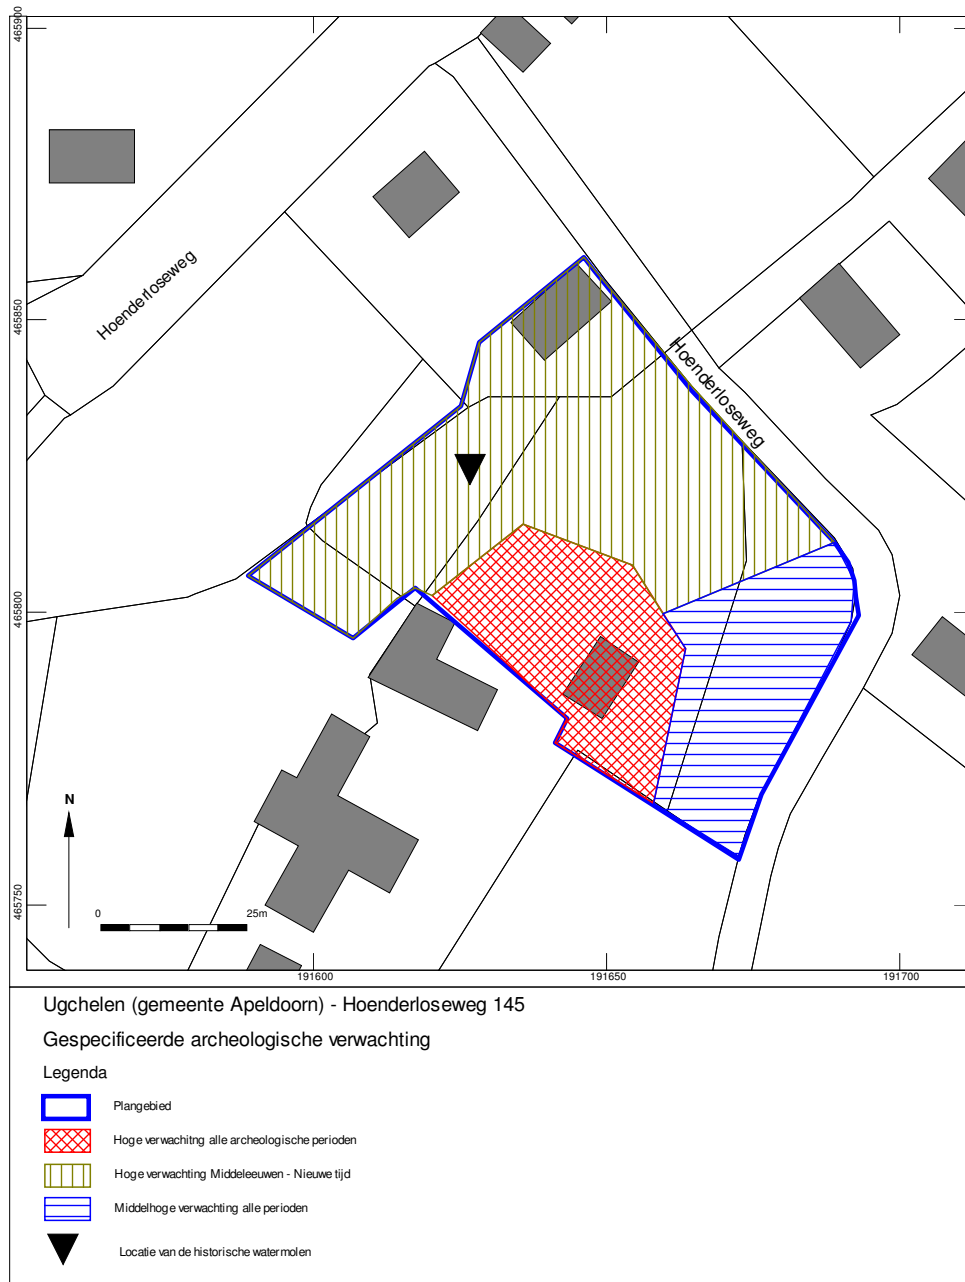 465900
Hoenderloseweg
465850
Hoenderloseweg
465800
N
465750
0 25m
191600 191650 191700
Ugchelen (gemeente Apeldoorn) - Hoenderloseweg 145
Gespecificeerde archeologische verwachting
Legenda
Plangebied
Hoge verwachitng alle archeologische perioden
Hoge verwachting Middeleeuwen - Nieuwe tijd
Middelhoge verwachting alle perioden
Locatie van de historische watermolen